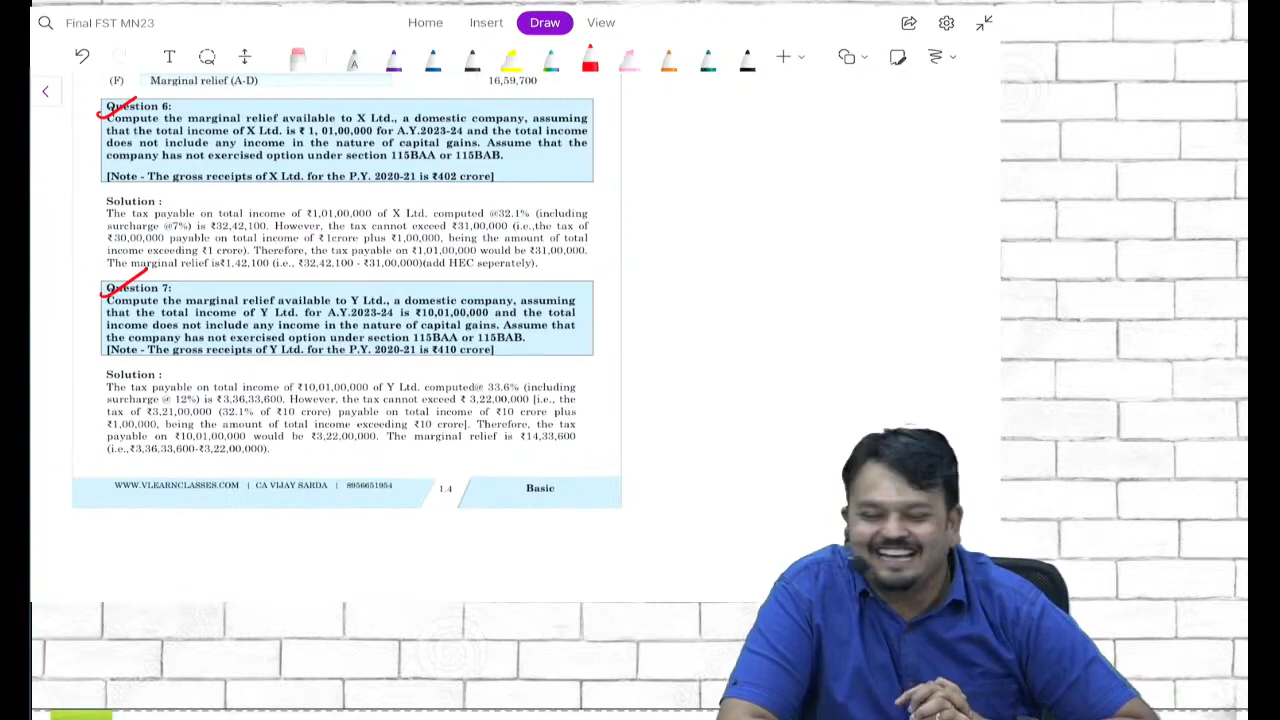 Final FST MN23
Home Insert Draw View
(F) Marginal relief (A-D) 16,59,700
Question 6:
Compute the marginal relief available to X Ltd., a domestic company, assuming
that the total income of X Ltd. is ₹ 1, 01,00,000 for A.Y.2023-24 and the total income
does not include any income in the nature of capital gains. Assume that the
company has not exercised option under section 115BAA or 115BAB.
[Note - The gross receipts of X Ltd. for the P.Y. 2020-21 is ₹402 crore]
Solution :
The tax payable on total income of ₹1,01,00,000 of X Ltd. computed @32.1% (including
surcharge @7%) is ₹32,42,100. However, the tax cannot exceed ₹31,00,000 (i.e.,the tax of
₹30,00,000 payable on total income of ₹1crore plus ₹1,00,000, being the amount of total
income exceeding ₹1 crore). Therefore, the tax payable on ₹1,01,00,000 would be ₹31,00,000.
The marginal relief is₹1,42,100 (i.e., ₹32,42,100 - ₹31,00,000)(add HEC seperately).
Question 7:
Compute the marginal relief available to Y Ltd., a domestic company, assuming
that the total income of Y Ltd. for A.Y.2023-24 is ₹10,01,00,000 and the total
income does not include any income in the nature of capital gains. Assume that
the company has not exercised option under section 115BAA or 115BAB.
[Note - The gross receipts of Y Ltd. for the P.Y. 2020-21 is ₹410 crore]
Solution :
The tax payable on total income of ₹10,01,00,000 of Y Ltd. computed@ 33.6% (including
surcharge @ 12%) is ₹3,36,33,600. However, the tax cannot exceed ₹ 3,22,00,000 [i.e., the
tax of ₹3,21,00,000 (32.1% of ₹10 crore) payable on total income of ₹10 crore plus
₹1,00,000, being the amount of total income exceeding ₹10 crore]. Therefore, the tax
payable on ₹10,01,00,000 would be ₹3,22,00,000. The marginal relief is ₹14,33,600
(i.e.,₹3,36,33,600-₹3,22,00,000).
WWW.VLEARNCLASSES.COM | CA VIJAY SARDA | 8956651954 1.4 Basic